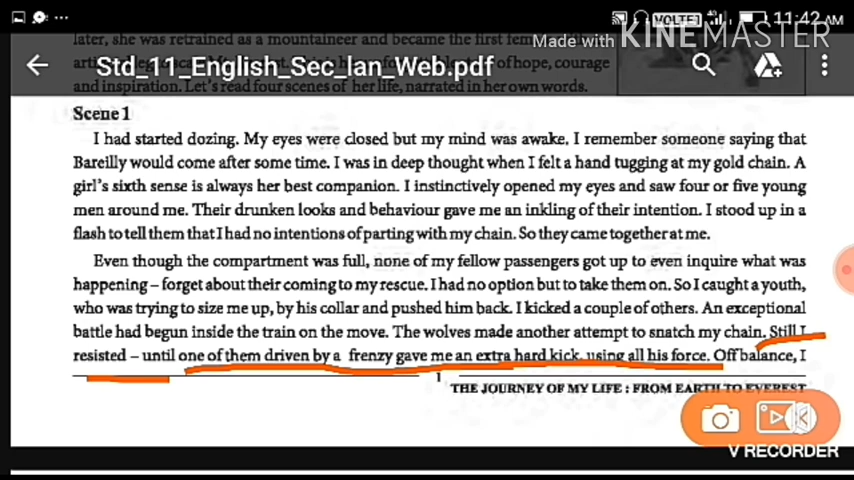 VOLTE1 11:42 AM
later, she was retrained as a mountaineer and became the first
Made with KINEMASTER
Std_11_English_Sec_lan_Web.pdf
of hope, courage
and inspiration. Let's read four scenes of her life, narrated in her own words.
Scene 1
I had started dozing. My eyes were closed but my mind was awake. I remember someone saying that
Bareilly would come after some time. I was in deep thought when I felt a hand tugging at my gold chain. A
girl's sixth sense is always her best companion. I instinctively opened my eyes and saw four or five young
men around me. Their drunken looks and behaviour gave me an inkling of their intention. I stood up in a
flash to tell them that I had no intentions of parting with my chain. So they came together at me.
Even though the compartment was full, none of my fellow passengers got up to even inquire what was
happening – forget about their coming to my rescue. I had no option but to take them on. So I caught a youth,
who was trying to size me up, by his collar and pushed him back. I kicked a couple of others. An exceptional
battle had begun inside the train on the move. The wolves made another attempt to snatch my chain. Still I
resisted – until one of them driven by a frenzy gave me an extra hard kick, using all his force. Off balance, I
1
THE JOURNEY OF MY LIFE : FROM EARTH TO EVEREST
V RECORDER